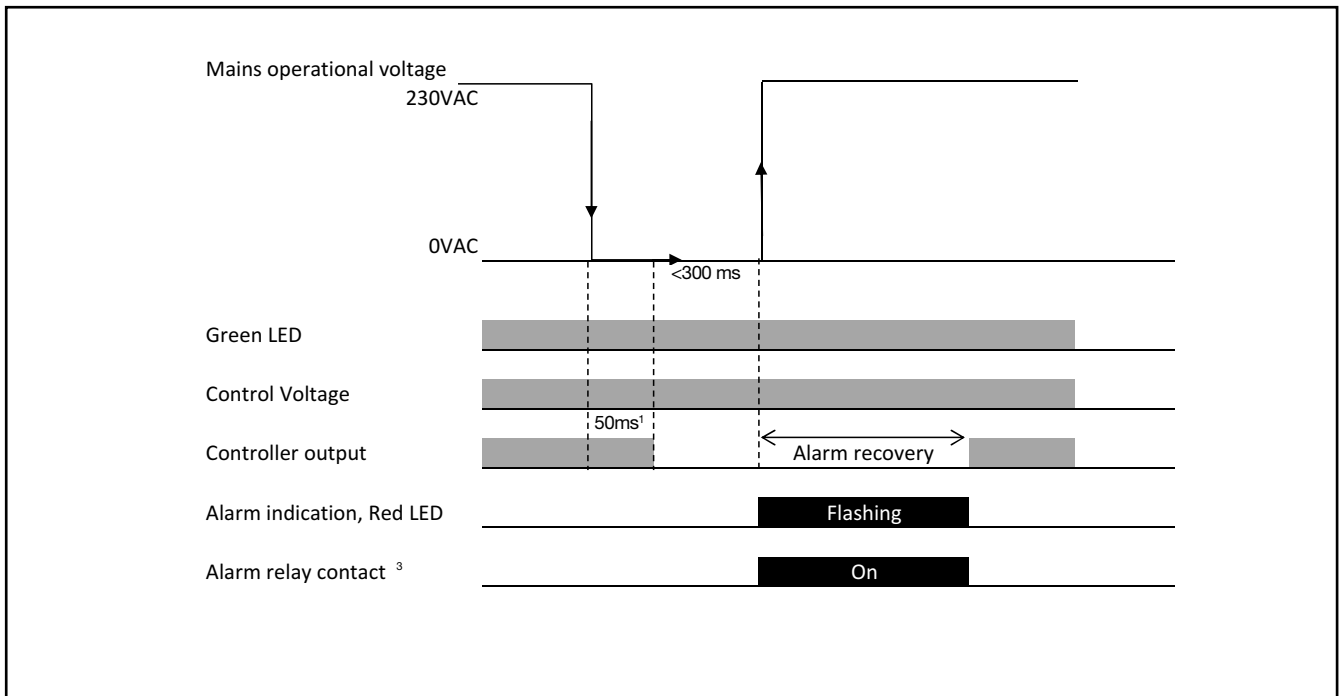 Mains operational voltage
230VAC
0VAC
<300 ms
Green LED
Control Voltage
50ms¹
Controller output
Alarm recovery
Alarm indication, Red LED
Flashing
Alarm relay contact ³
On